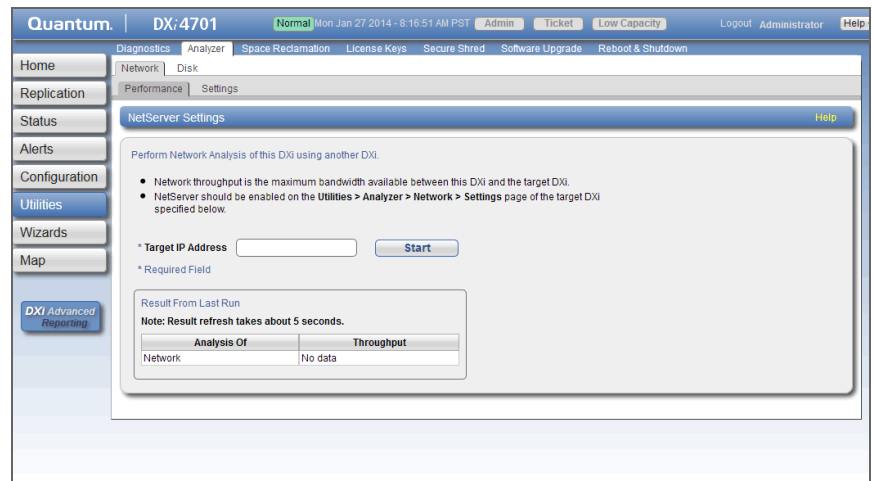 Quantum. DXi4701 Normal Mon Jan 27 2014 - 8:16:51 AM PST Admin Ticket Low Capacity Logout Administrator Help
Diagnostics Analyzer Space Reclamation License Keys Secure Shred Software Upgrade Reboot & Shutdown
Home
Replication
Status
Alerts
Configuration
Utilities
Wizards
Map
DXi Advanced
Reporting
Network Disk
Performance Settings
NetServer Settings Help
Perform Network Analysis of this DXi using another DXi.
• Network throughput is the maximum bandwidth available between this DXi and the target DXi.
• NetServer should be enabled on the Utilities > Analyzer > Network > Settings page of the target DXi
specified below.
* Target IP Address Start
* Required Field
Result From Last Run
Note: Result refresh takes about 5 seconds.
Analysis Of Throughput
Network No data